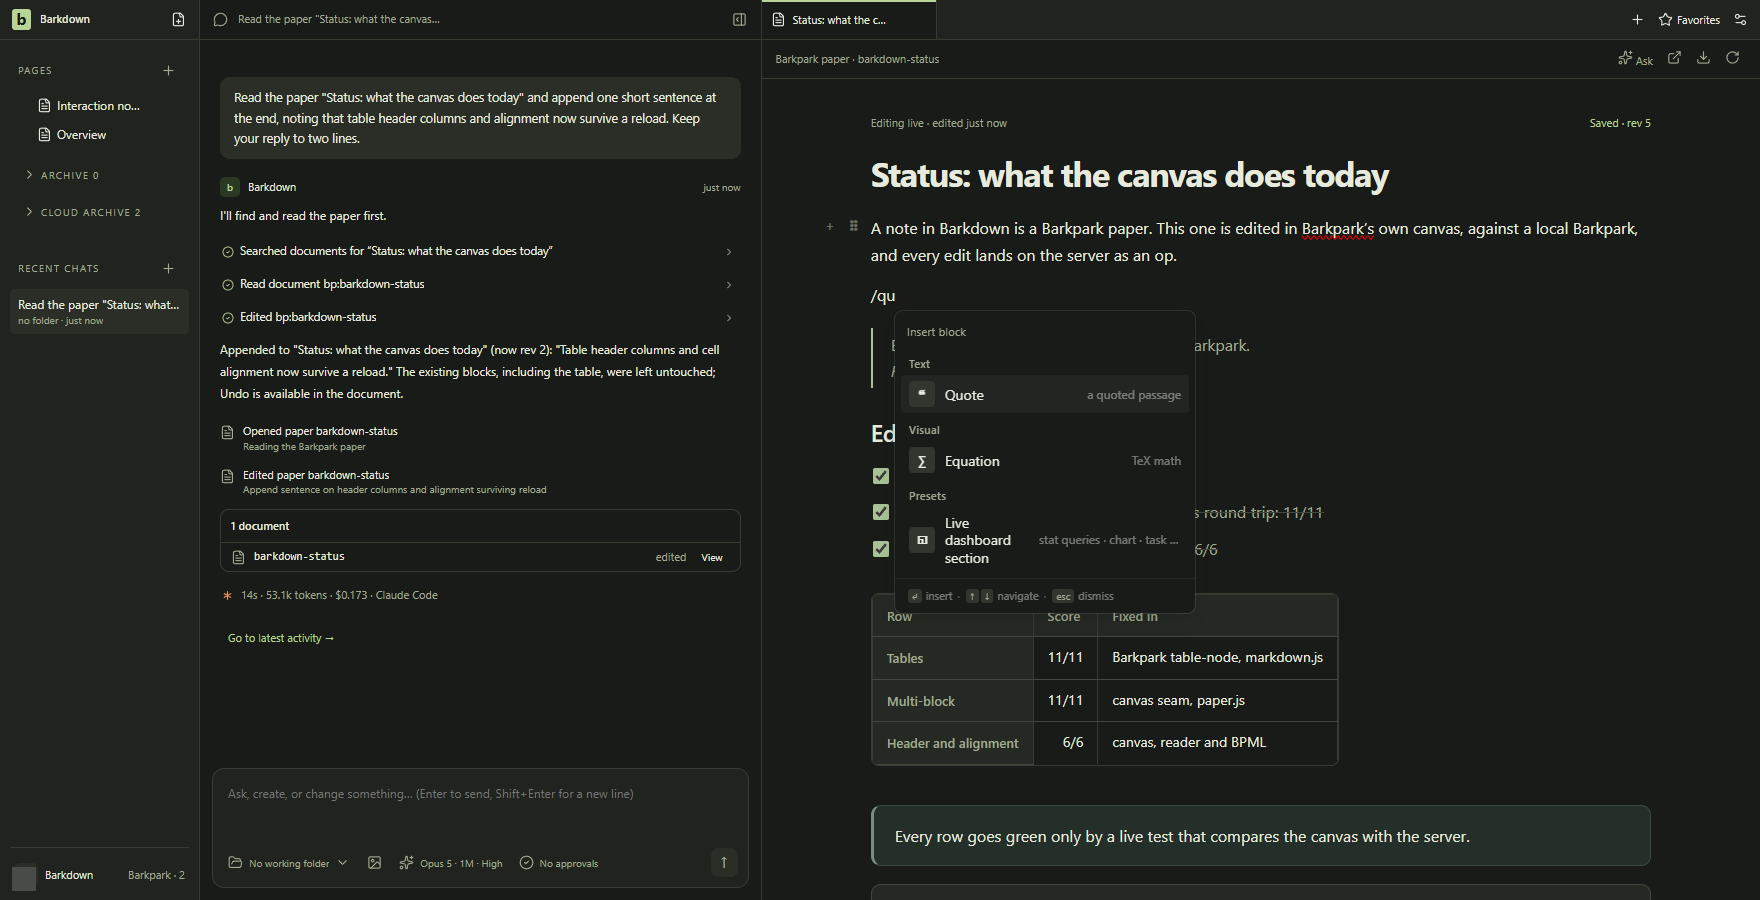 b Barkdown
PAGES
Interaction no...
Overview
ARCHIVE 0
CLOUD ARCHIVE 2
RECENT CHATS
Read the paper "Status: what...
no folder · just now
Barkdown
Barkpark · 2
Read the paper "Status: what the canvas...
Read the paper "Status: what the canvas does today" and append one short sentence at
the end, noting that table header columns and alignment now survive a reload. Keep
your reply to two lines.
b Barkdown
just now
I'll find and read the paper first.
Searched documents for “Status: what the canvas does today”
Read document bp:barkdown-status
Edited bp:barkdown-status
Appended to "Status: what the canvas does today" (now rev 2): "Table header columns and cell
alignment now survive a reload." The existing blocks, including the table, were left untouched;
Undo is available in the document.
Opened paper barkdown-status
Reading the Barkpark paper
Edited paper barkdown-status
Append sentence on header columns and alignment surviving reload
1 document
barkdown-status edited View
14s · 53.1k tokens · $0.173 · Claude Code
Go to latest activity →
Ask, create, or change something... (Enter to send, Shift+Enter for a new line)
No working folder
Opus 5 · 1M · High
No approvals
Status: what the c...
Favorites
Barkpark paper · barkdown-status
Ask
Editing live · edited just now
Saved · rev 5
Status: what the canvas does today
A note in Barkdown is a Barkpark paper. This one is edited in Barkpark’s own canvas, against a local Barkpark,
and every edit lands on the server as an op.
/qu
arkpark.
Ed
s round trip: 11/11
6/6
Insert block
Text
Quote a quoted passage
Visual
∑ Equation TeX math
Presets
Live
dashboard
section
stat queries · chart · task ...
↵ insert · ↑ ↓ navigate · esc dismiss
Row Score Fixed in
Tables 11/11 Barkpark table-node, markdown.js
Multi-block 11/11 canvas seam, paper.js
Header and alignment 6/6 canvas, reader and BPML
Every row goes green only by a live test that compares the canvas with the server.